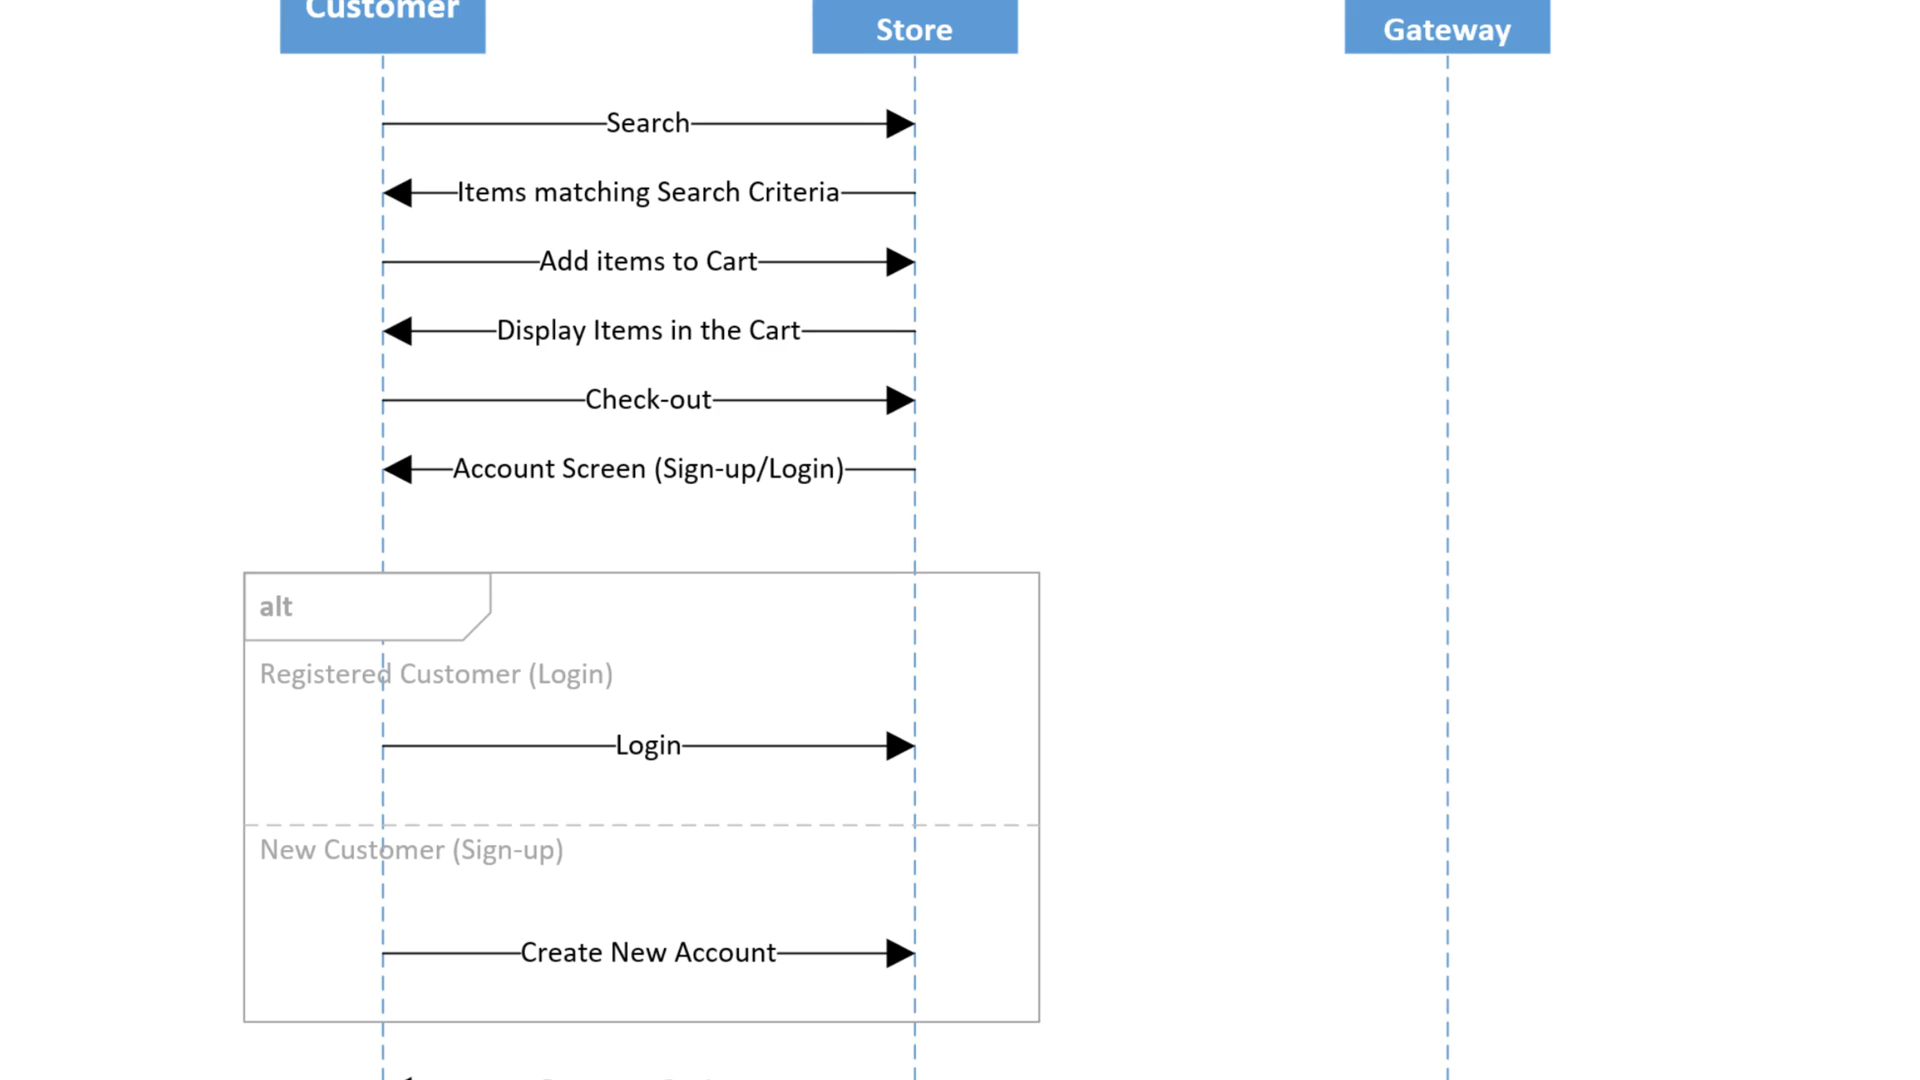 Customer
Store
Gateway
Search
Items matching Search Criteria
Add items to Cart
Display Items in the Cart
Check-out
Account Screen (Sign-up/Login)
alt
Registered Customer (Login)
Login
New Customer (Sign-up)
Create New Account